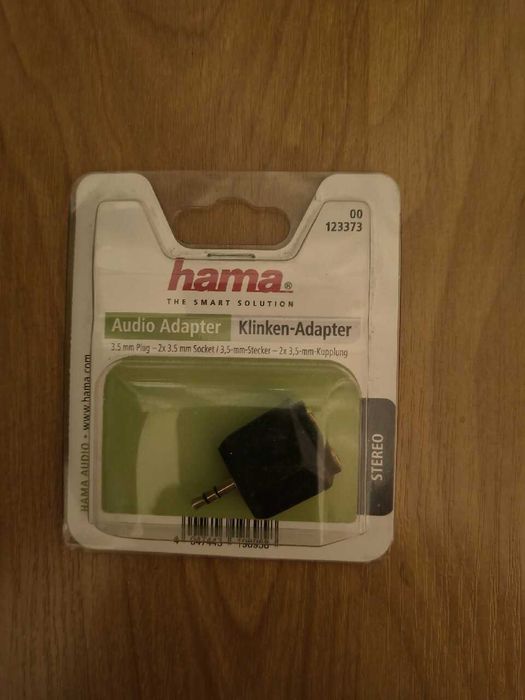 00
123373
hama®
THE SMART SOLUTION
Audio Adapter Klinken-Adapter
3.5 mm Plug – 2x 3.5 mm Socket / 3,5-mm-Stecker – 2x 3,5-mm-Kupplung
HAMA AUDIO • www.hama.com
STEREO